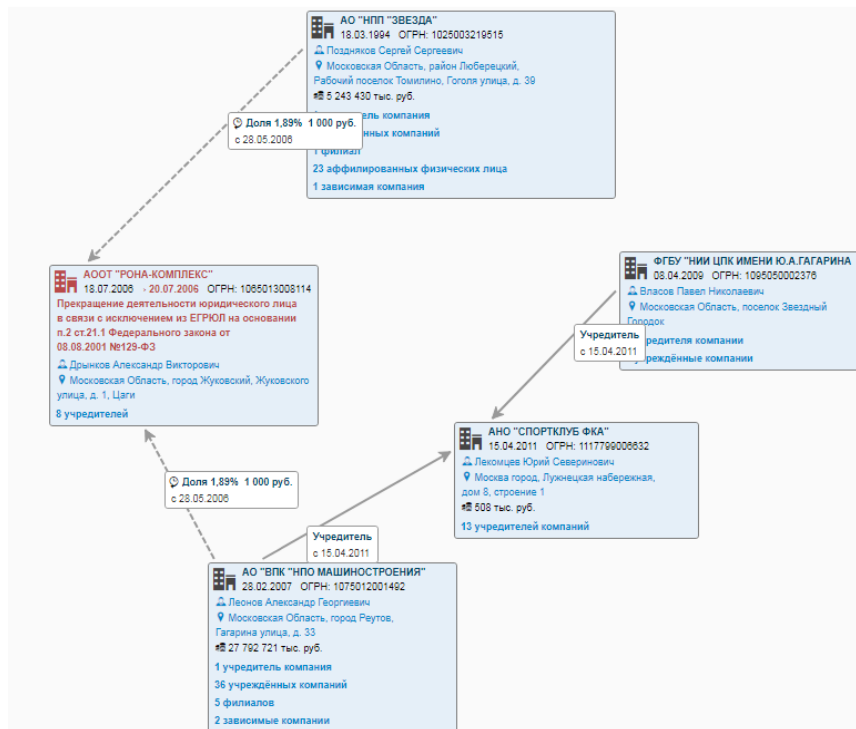 АО "НПП "ЗВЕЗДА"
18.03.1994 ОГРН: 1025003219515
Поздняков Сергей Сергеевич
Московская Область, район Люберецкий,
Рабочий поселок Томилино, Гоголя улица, д. 39
5 243 430 тыс. руб.
компания
компаний
1 филиал
23 аффилированных физических лица
1 зависимая компания
Доля 1,89% 1 000 руб.
с 28.05.2006
АООТ "РОНА-КОМПЛЕКС"
18.07.2006 - 20.07.2006 ОГРН: 1065013008114
Прекращение деятельности юридического лица
в связи с исключением из ЕГРЮЛ на основании
п.2 ст.21.1 Федерального закона от
08.08.2001 №129-ФЗ
Дрынков Александр Викторович
Московская Область, город Жуковский, Жуковского
улица, д. 1, Цаги
8 учредителей
ФГБУ "НИИ ЦПК ИМЕНИ Ю.А.ГАГАРИНА
08.04.2009 ОГРН: 1095050002376
Власов Павел Николаевич
Московская Область, поселок Звездный
Городок
компании
компании
Учредитель
с 15.04.2011
АНО "СПОРТКЛУБ ФКА"
15.04.2011 ОГРН: 1117799006632
Лекомцев Юрий Северинович
Москва город, Лужнецкая набережная,
дом 8, строение 1
508 тыс. руб.
13 учредителей компаний
Доля 1,89% 1 000 руб.
с 28.05.2006
Учредитель
с 15.04.2011
АО "ВПК "НПО МАШИНОСТРОЕНИЯ"
28.02.2007 ОГРН: 1075012001492
Леонов Александр Георгиевич
Московская Область, город Реутов,
Гагарина улица, д. 33
27 792 721 тыс. руб.
1 учредитель компания
36 учреждённых компаний
5 филиалов
2 зависимые компании